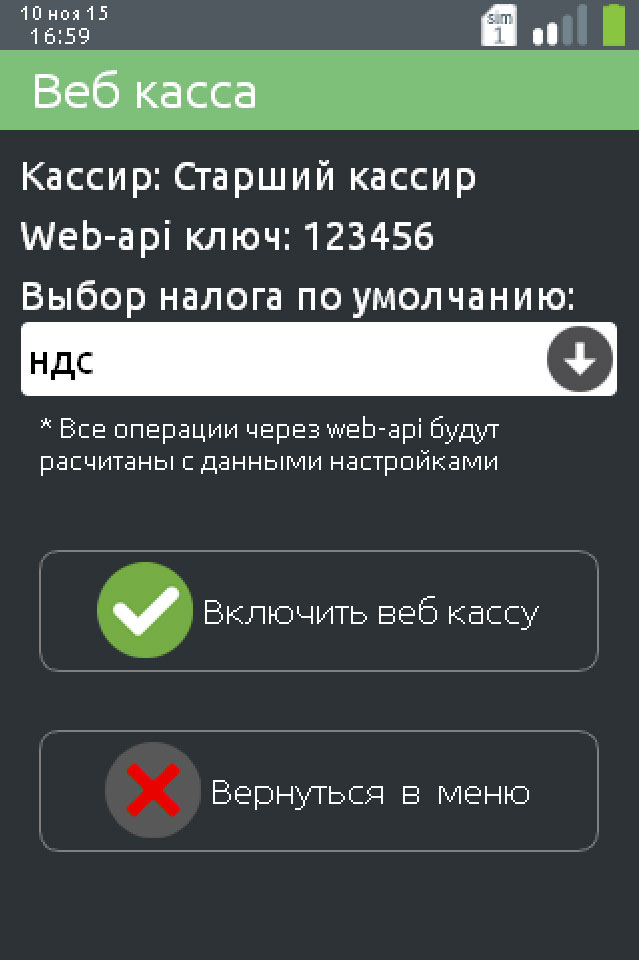 10 ноя 15
16:59
sim
1
Веб касса
Кассир: Старший кассир
Web-api ключ: 123456
Выбор налога по умолчанию:
ндс
* Все операции через web-api будут
расчитаны с данными настройками
Включить веб кассу
Вернуться в меню